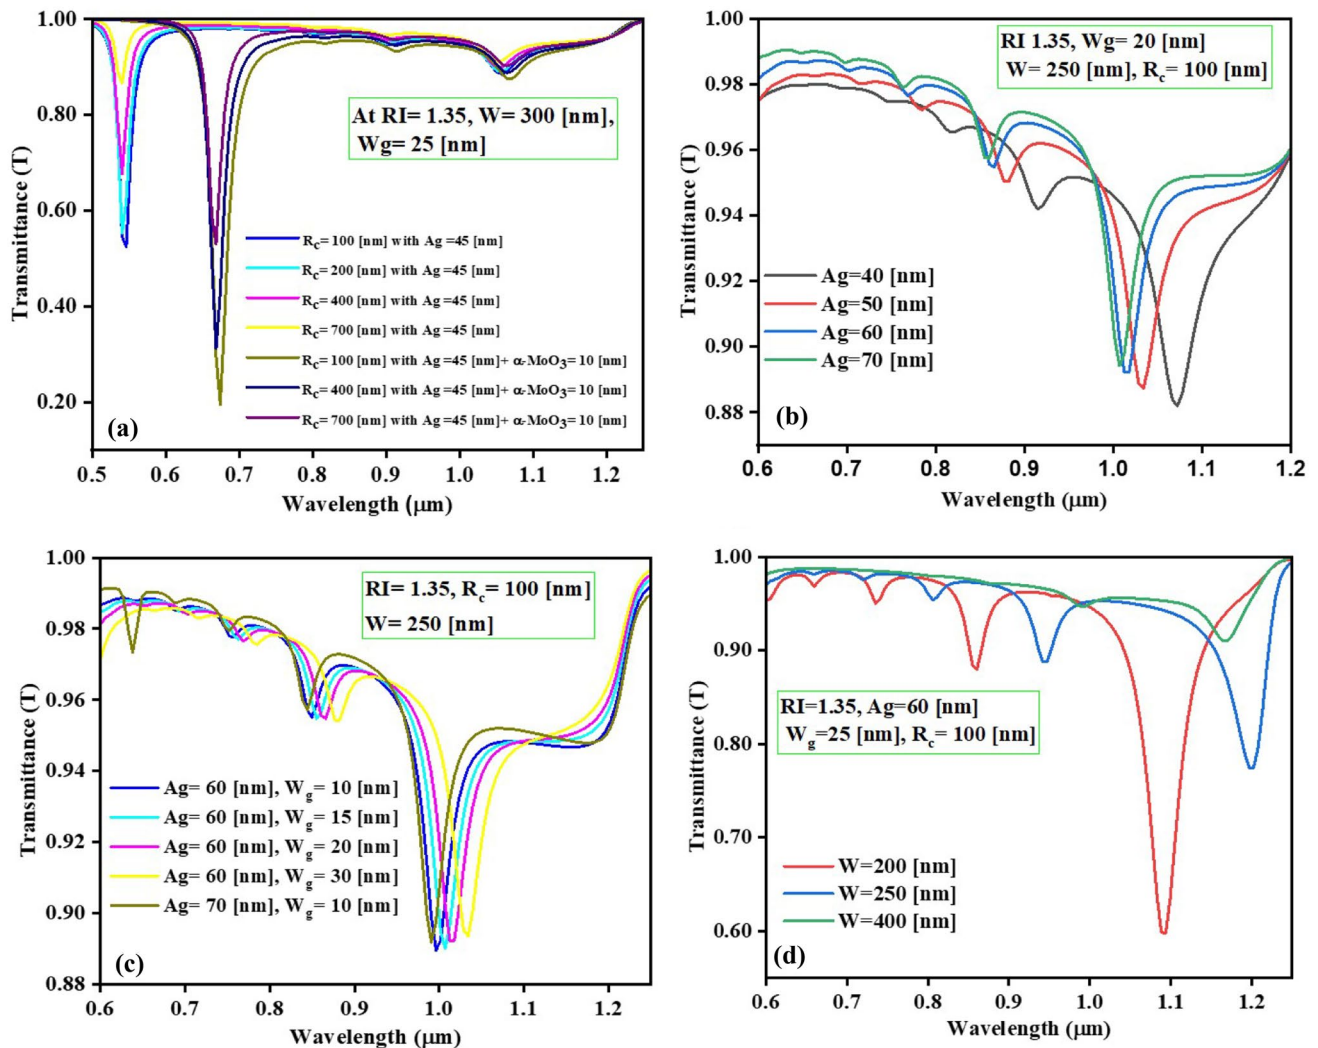 1.00
0.80
0.60
0.40
0.20
Transmittance (T)
At RI= 1.35, W= 300 [nm],
Wg= 25 [nm]
Rc= 100 [nm] with Ag =45 [nm]
Rc= 200 [nm] with Ag=45 [nm]
Rc= 400 [nm] with Ag=45 [nm]
Rc= 700 [nm] with Ag=45 [nm]
Rc= 100 [nm] with Ag=45 [nm]+ α-MoO3= 10 [nm]
Rc= 400 [nm] with Ag=45 [nm]+ α-MoO3= 10 [nm]
Rc= 700 [nm] with Ag=45 [nm]+ α-MoO3= 10 [nm]
(a)
0.5 0.6 0.7 0.8 0.9 1.0 1.1 1.2
Wavelength (μm)
1.00
0.98
0.96
0.94
0.92
0.90
0.88
Transmittance (T)
RI 1.35, Wg= 20 [nm]
W= 250 [nm], Rc= 100 [nm]
Ag=40 [nm]
Ag=50 [nm]
Ag=60 [nm]
Ag=70 [nm]
(b)
0.6 0.7 0.8 0.9 1.0 1.1 1.2
Wavelength (μm)
1.00
0.98
0.96
0.94
0.92
0.90
0.88
Transmittance (T)
RI= 1.35, Rc= 100 [nm]
W= 250 [nm]
Ag= 60 [nm], Wg= 10 [nm]
Ag= 60 [nm], Wg= 15 [nm]
Ag= 60 [nm], Wg= 20 [nm]
Ag= 60 [nm], Wg= 30 [nm]
Ag= 70 [nm], Wg= 10 [nm]
(c)
0.6 0.7 0.8 0.9 1.0 1.1 1.2
Wavelength (μm)
1.00
0.90
0.80
0.70
0.60
Transmittance (T)
RI=1.35, Ag=60 [nm]
Wg=25 [nm], Rc= 100 [nm]
W=200 [nm]
W=250 [nm]
W=400 [nm]
(d)
0.6 0.7 0.8 0.9 1.0 1.1 1.2
Wavelength (μm)